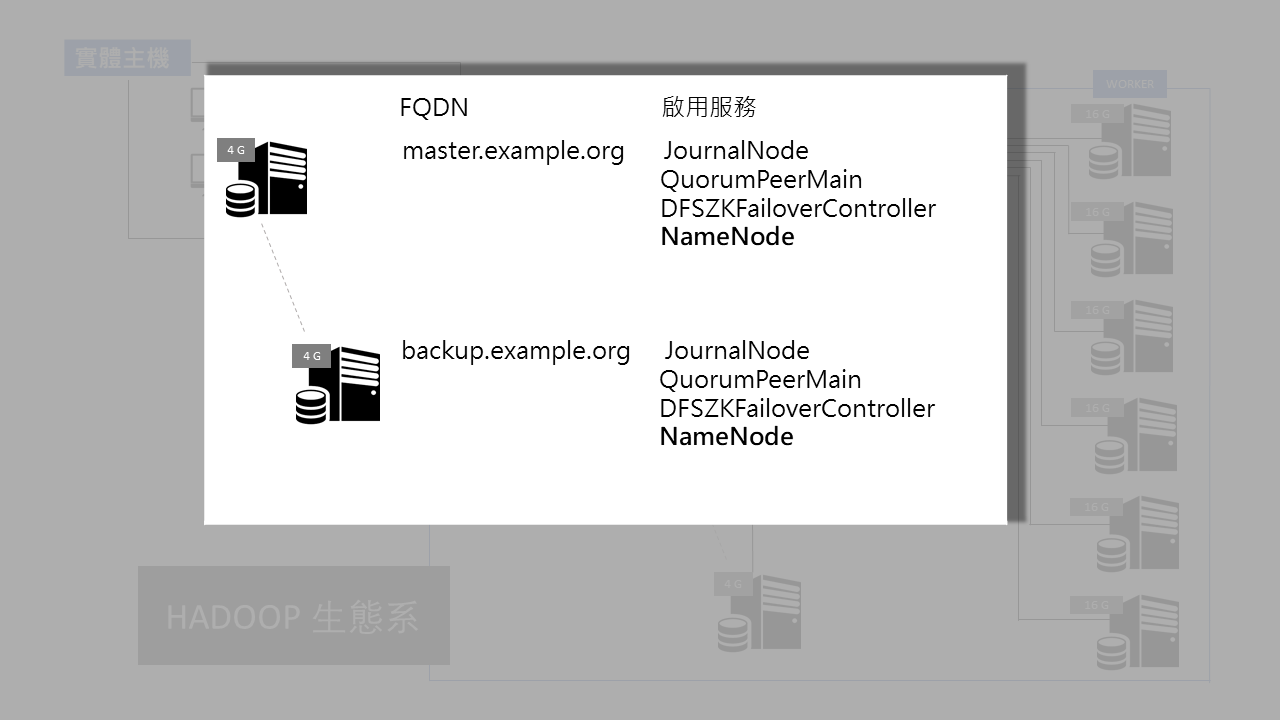 實體主機
WORKER
FQDN
啟用服務
4 G
master.example.org
JournalNode
QuorumPeerMain
DFSZKFailoverController
NameNode
4 G
backup.example.org
JournalNode
QuorumPeerMain
DFSZKFailoverController
NameNode
16 G
16 G
16 G
16 G
16 G
16 G
4 G
HADOOP 生態系